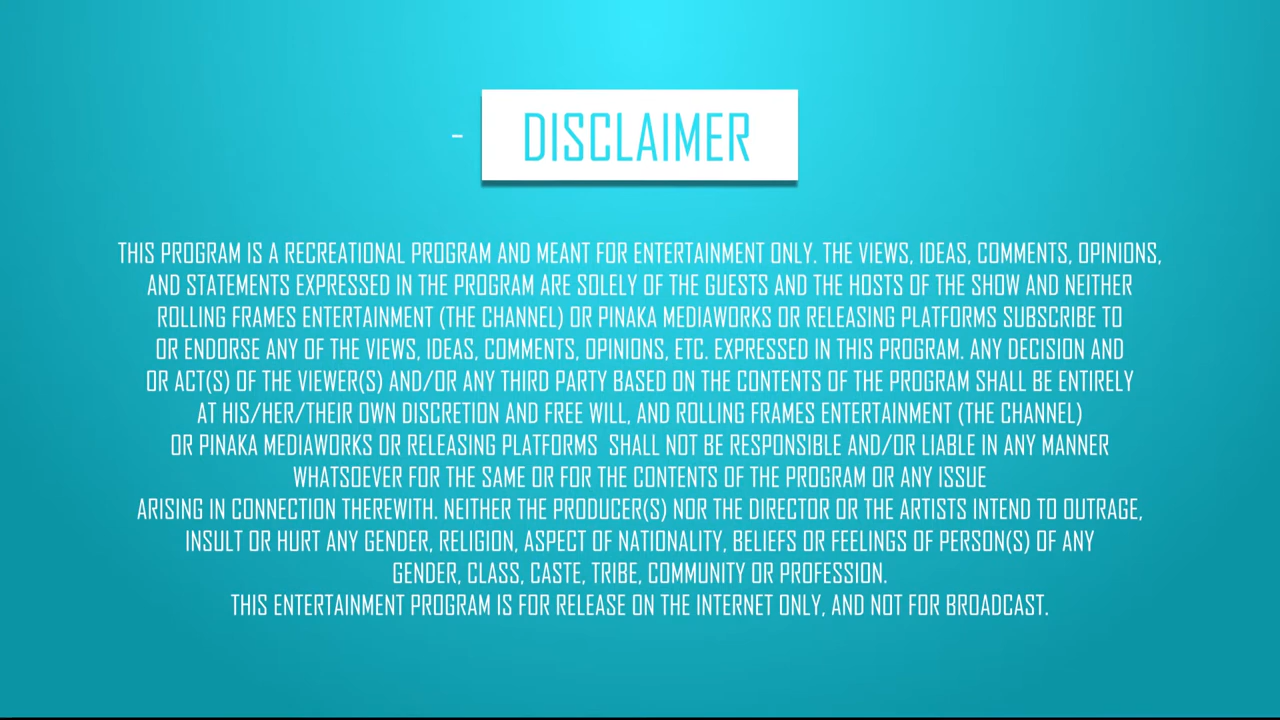 - DISCLAIMER
THIS PROGRAM IS A RECREATIONAL PROGRAM AND MEANT FOR ENTERTAINMENT ONLY. THE VIEWS, IDEAS, COMMENTS, OPINIONS,
AND STATEMENTS EXPRESSED IN THE PROGRAM ARE SOLELY OF THE GUESTS AND THE HOSTS OF THE SHOW AND NEITHER
ROLLING FRAMES ENTERTAINMENT (THE CHANNEL) OR PINAKA MEDIAWORKS OR RELEASING PLATFORMS SUBSCRIBE TO
OR ENDORSE ANY OF THE VIEWS, IDEAS, COMMENTS, OPINIONS, ETC. EXPRESSED IN THIS PROGRAM. ANY DECISION AND
OR ACT(S) OF THE VIEWER(S) AND/OR ANY THIRD PARTY BASED ON THE CONTENTS OF THE PROGRAM SHALL BE ENTIRELY
AT HIS/HER/THEIR OWN DISCRETION AND FREE WILL, AND ROLLING FRAMES ENTERTAINMENT (THE CHANNEL)
OR PINAKA MEDIAWORKS OR RELEASING PLATFORMS SHALL NOT BE RESPONSIBLE AND/OR LIABLE IN ANY MANNER
WHATSOEVER FOR THE SAME OR FOR THE CONTENTS OF THE PROGRAM OR ANY ISSUE
ARISING IN CONNECTION THEREWITH. NEITHER THE PRODUCER(S) NOR THE DIRECTOR OR THE ARTISTS INTEND TO OUTRAGE,
INSULT OR HURT ANY GENDER, RELIGION, ASPECT OF NATIONALITY, BELIEFS OR FEELINGS OF PERSON(S) OF ANY
GENDER, CLASS, CASTE, TRIBE, COMMUNITY OR PROFESSION.
THIS ENTERTAINMENT PROGRAM IS FOR RELEASE ON THE INTERNET ONLY, AND NOT FOR BROADCAST.